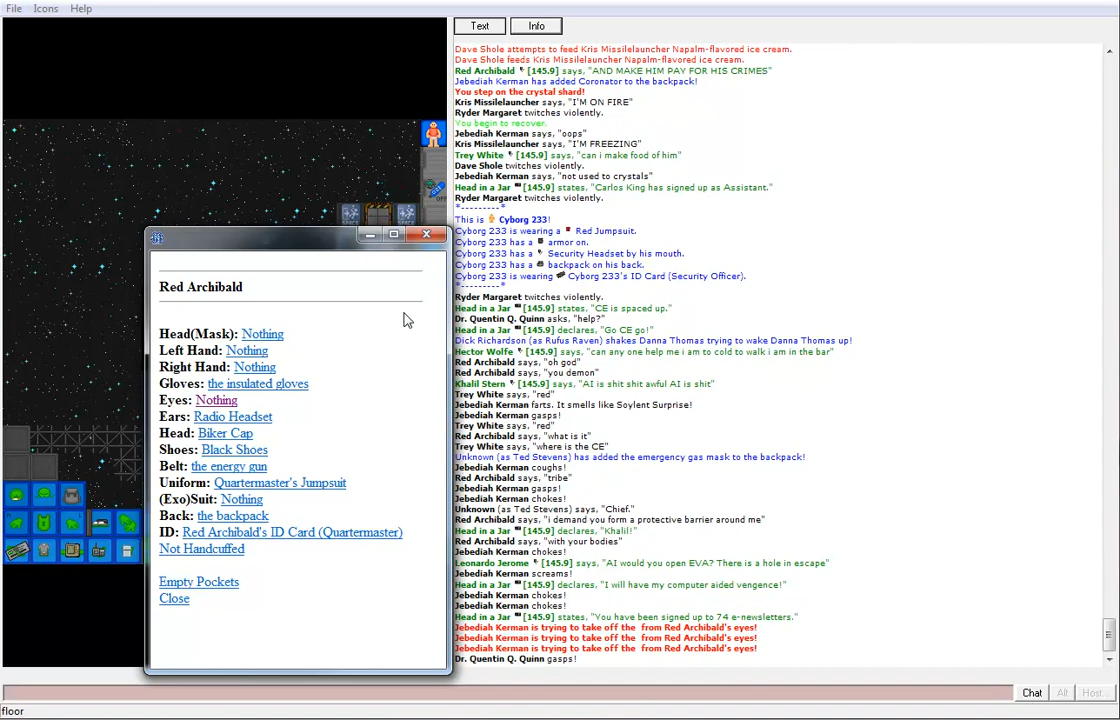 File Icons Help
Text Info
Dave Shole attempts to feed Kris Missilelauncher Napalm-flavored ice cream.
Dave Shole feeds Kris Missilelauncher Napalm-flavored ice cream.
Red Archibald [145.9] says, "AND MAKE HIM PAY FOR HIS CRIMES"
Jebediah Kerman has added Coronator to the backpack!
You step on the crystal shard!
Kris Missilelauncher says, "I'M ON FIRE"
Ryder Margaret twitches violently.
You begin to recover.
Jebediah Kerman says, "oops"
Kris Missilelauncher says, "I'M FREEZING"
Trey White [145.9] says, "can i make food of him"
Dave Shole twitches violently.
Jebediah Kerman says, "not used to crystals"
Head in a Jar [145.9] states, "Carlos King has signed up as Assistant."
Ryder Margaret twitches violently.
*---------*
This is Cyborg 233!
Cyborg 233 is wearing a Red Jumpsuit.
Cyborg 233 has a armor on.
Cyborg 233 has a Security Headset by his mouth.
Cyborg 233 has a backpack on his back.
Cyborg 233 is wearing Cyborg 233's ID Card (Security Officer).
*---------*
Ryder Margaret twitches violently.
Head in a Jar [145.9] states, "CE is spaced up."
Dr. Quentin Q. Quinn asks, "help?"
Head in a Jar [145.9] declares, "Go CE go!"
Dick Richardson (as Rufus Raven) shakes Danna Thomas trying to wake Danna Thomas up!
Hector Wolfe [145.9] says, "can any one help me i am to cold to walk i am in the bar"
Red Archibald says, "oh god"
Red Archibald says, "you demon"
Khalil Stern [145.9] says, "AI is shit shit awful AI is shit"
Trey White says, "red"
Jebediah Kerman farts. It smells like Soylent Surprise!
Jebediah Kerman gasps!
Trey White says, "red"
Red Archibald says, "what is it"
Trey White says, "where is the CE"
Unknown (as Ted Stevens) has added the emergency gas mask to the backpack!
Jebediah Kerman coughs!
Red Archibald says, "tribe"
Jebediah Kerman gasps!
Jebediah Kerman chokes!
Unknown (as Ted Stevens) says, "Chief."
Red Archibald says, "i demand you form a protective barrier around me"
Head in a Jar [145.9] declares, "Khalil!"
Red Archibald says, "with your bodies"
Jebediah Kerman chokes!
Leonardo Jerome [145.9] says, "AI would you open EVA? There is a hole in escape"
Jebediah Kerman screams!
Head in a Jar [145.9] declares, "I will have my computer aided vengence!"
Jebediah Kerman chokes!
Jebediah Kerman chokes!
Head in a Jar [145.9] states, "You have been signed up to 74 e-newsletters."
Jebediah Kerman is trying to take off the from Red Archibald's eyes!
Jebediah Kerman is trying to take off the from Red Archibald's eyes!
Jebediah Kerman is trying to take off the from Red Archibald's eyes!
Dr. Quentin Q. Quinn gasps!
Red Archibald
Head(Mask): Nothing
Left Hand: Nothing
Right Hand: Nothing
Gloves: the insulated gloves
Eyes: Nothing
Ears: Radio Headset
Head: Biker Cap
Shoes: Black Shoes
Belt: the energy gun
Uniform: Quartermaster's Jumpsuit
(Exo)Suit: Nothing
Back: the backpack
ID: Red Archibald's ID Card (Quartermaster)
Not Handcuffed
Empty Pockets
Close
Chat Alt Host...
floor